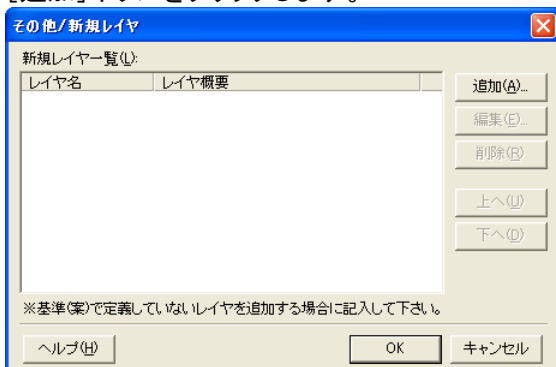 [追加]ボタンをクリックします。
その他/新規レイヤ
新規レイヤ一覧(L):
レイヤ名 レイヤ概要
追加(A)...
編集(E)...
削除(R)
上へ(U)
下へ(D)
※基準(案)で定義していないレイヤを追加する場合に記入して下さい。
ヘルプ(H) OK キャンセル